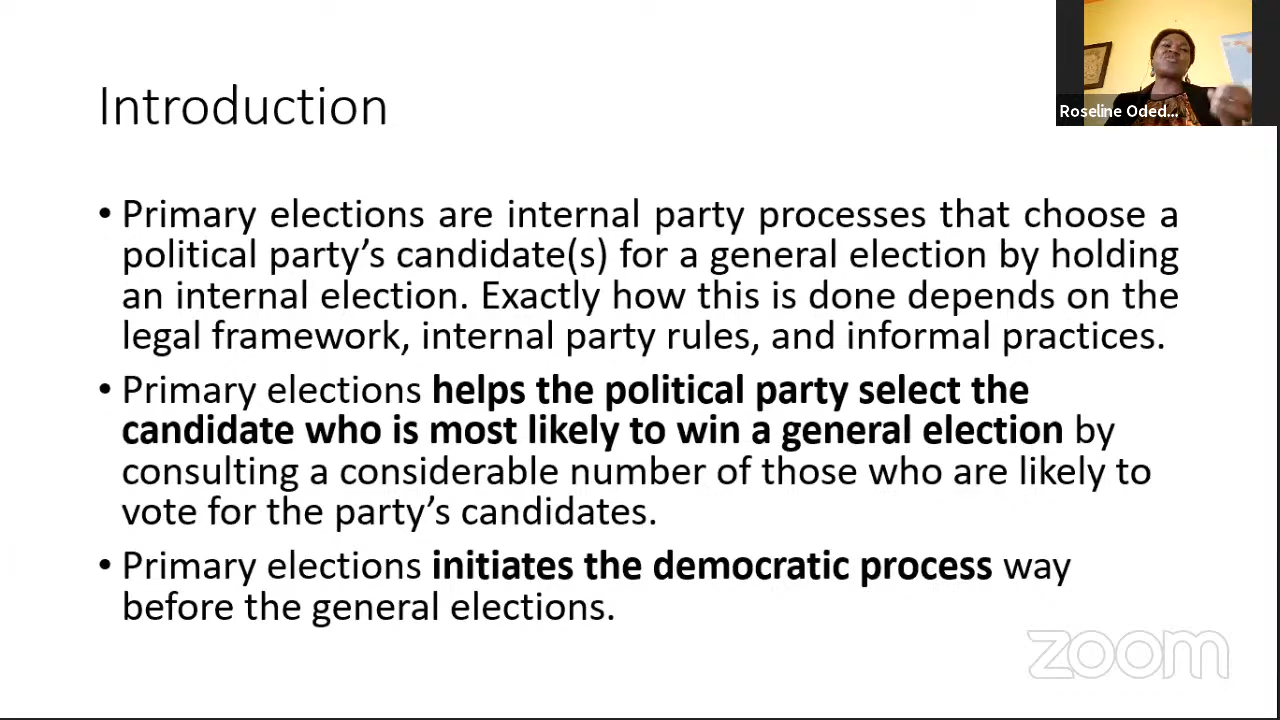 Introduction
Roseline Oded...
• Primary elections are internal party processes that choose a
political party’s candidate(s) for a general election by holding
an internal election. Exactly how this is done depends on the
legal framework, internal party rules, and informal practices.
• Primary elections helps the political party select the
candidate who is most likely to win a general election by
consulting a considerable number of those who are likely to
vote for the party’s candidates.
• Primary elections initiates the democratic process way
before the general elections.
zoom